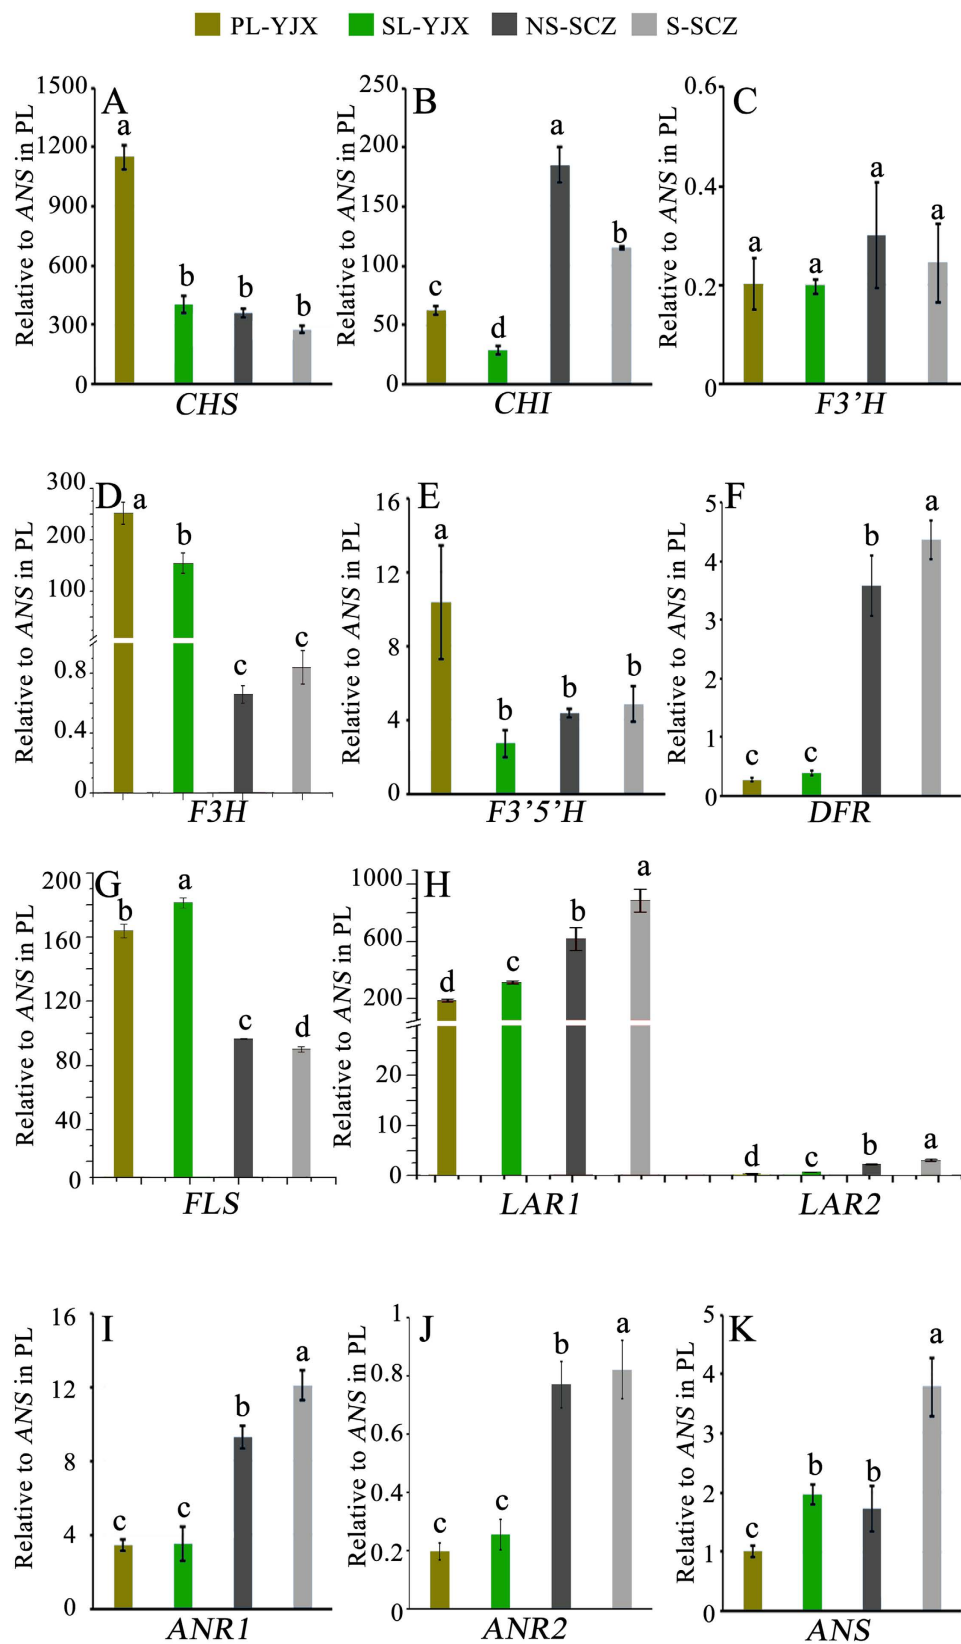 PL-YJX SL-YJX NS-SCZ S-SCZ
A
Relative to ANS in PL
1500
1200
900
600
300
0
a b b b
CHS
B
Relative to ANS in PL
250
200
150
100
50
0
c d a b
CHI
C
Relative to ANS in PL
0.6
0.4
0.2
0
a a a a
F3’H
D
Relative to ANS in PL
300
200
100
0.8
0.4
0
a b c c
F3H
E
Relative to ANS in PL
16
12
8
4
0
a b b b
F3’5’H
F
Relative to ANS in PL
5
4
3
2
1
0
c c b a
DFR
G
Relative to ANS in PL
200
160
120
80
40
0
b a c d
FLS
H
Relative to ANS in PL
1000
600
200
20
10
0
d c b a
d c b a
LAR1 LAR2
I
Relative to ANS in PL
16
12
8
4
0
c c b a
ANR1
J
Relative to ANS in PL
1
0.8
0.6
0.4
0.2
0
c c b a
ANR2
K
Relative to ANS in PL
5
4
3
2
1
0
c b b a
ANS